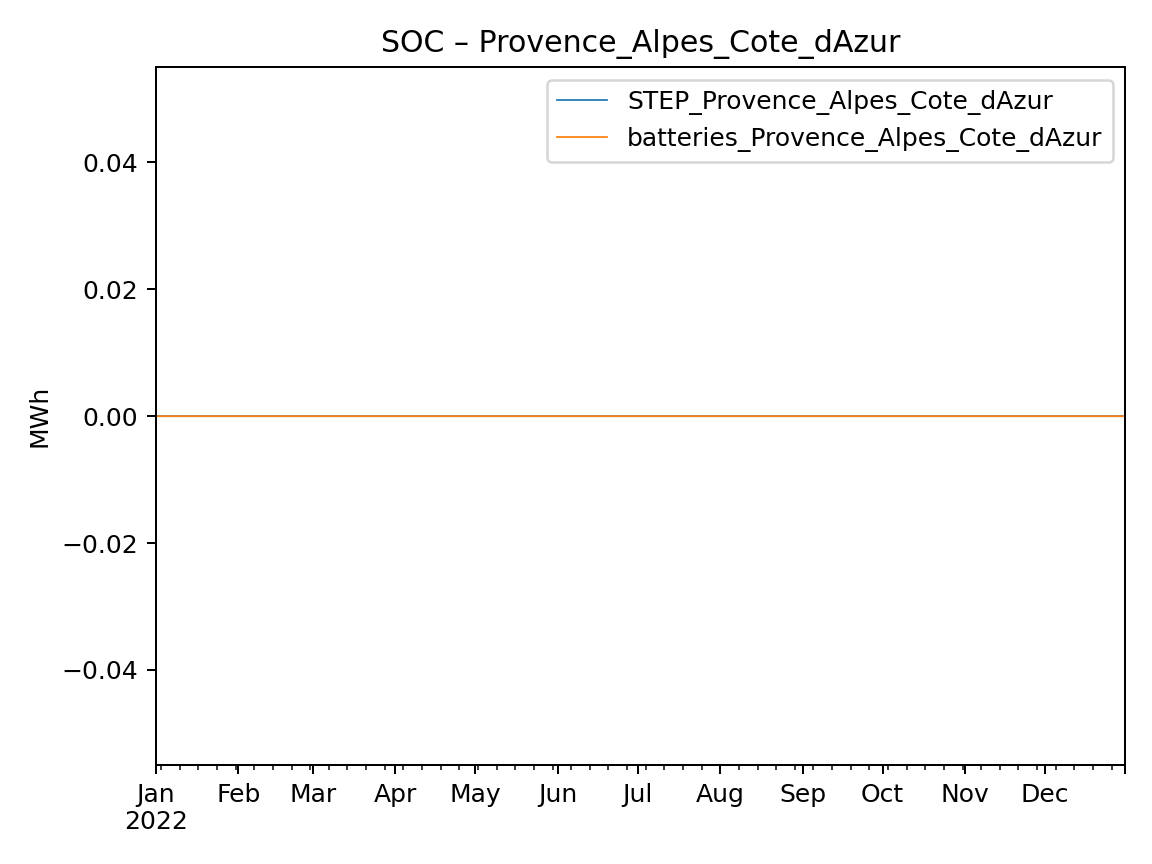 SOC – Provence_Alpes_Cote_dAzur
STEP_Provence_Alpes_Cote_dAzur
batteries_Provence_Alpes_Cote_dAzur
MWh
0.04
0.02
0.00
−0.02
−0.04
Jan Feb Mar Apr May Jun Jul Aug Sep Oct Nov Dec
2022